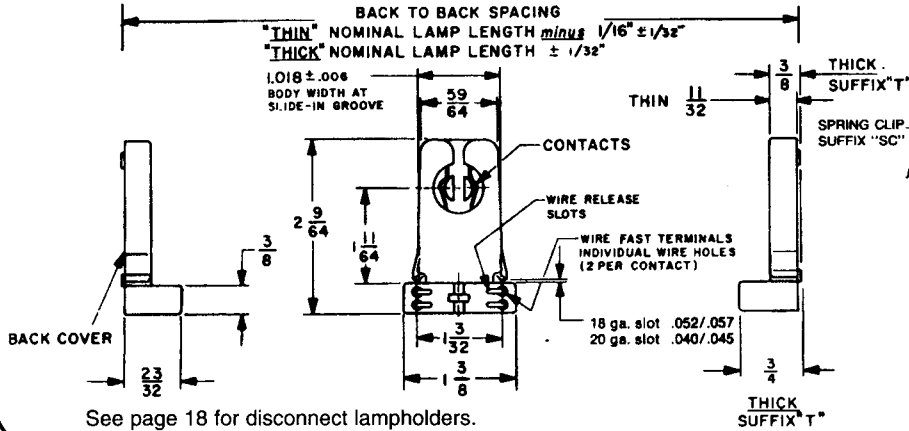 BACK TO BACK SPACING
"THIN" NOMINAL LAMP LENGTH minus 1/16" ± 1/32"
"THICK" NOMINAL LAMP LENGTH ± 1/32"
1.018 ± .006
BODY WIDTH AT
SLIDE-IN GROOVE
59/64
3/8
THICK.
SUFFIX "T"
THIN 11/32
SPRING CLIP.
SUFFIX "SC"
CONTACTS
2 9/64
1 11/64
WIRE RELEASE
SLOTS
3/8
WIRE FAST TERMINALS
INDIVIDUAL WIRE HOLES
(2 PER CONTACT)
18 ga. slot .052/.057
20 ga. slot .040/.045
BACK COVER
1 3/32
23/32
1 3/8
3/4
THICK
SUFFIX "T"
See page 18 for disconnect lampholders.